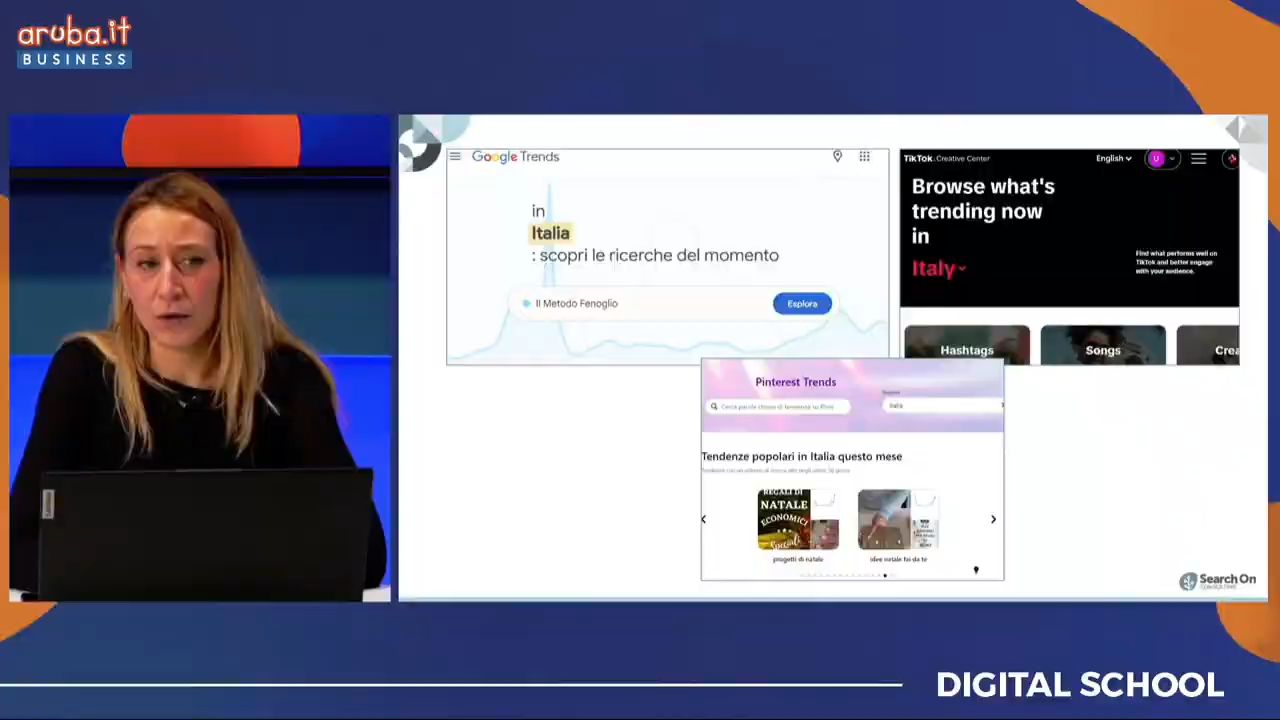 aruba.it
BUSINESS
Google Trends
in
Italia
: scopri le ricerche del momento
Il Metodo Fenoglio
Esplora
TikTok Creative Center
English
U
Browse what's
trending now
in
Italy
Find what performs well on
TikTok and better engage
with your audience.
Hashtags
Songs
Crea
Pinterest Trends
Italia
Tendenze popolari in Italia questo mese
REGALI DI
NATALE
ECONOMICI
Speciali
progetti di natale
idee natale fai da te
Lenovo
Search On
CONSULTING
DIGITAL SCHOOL